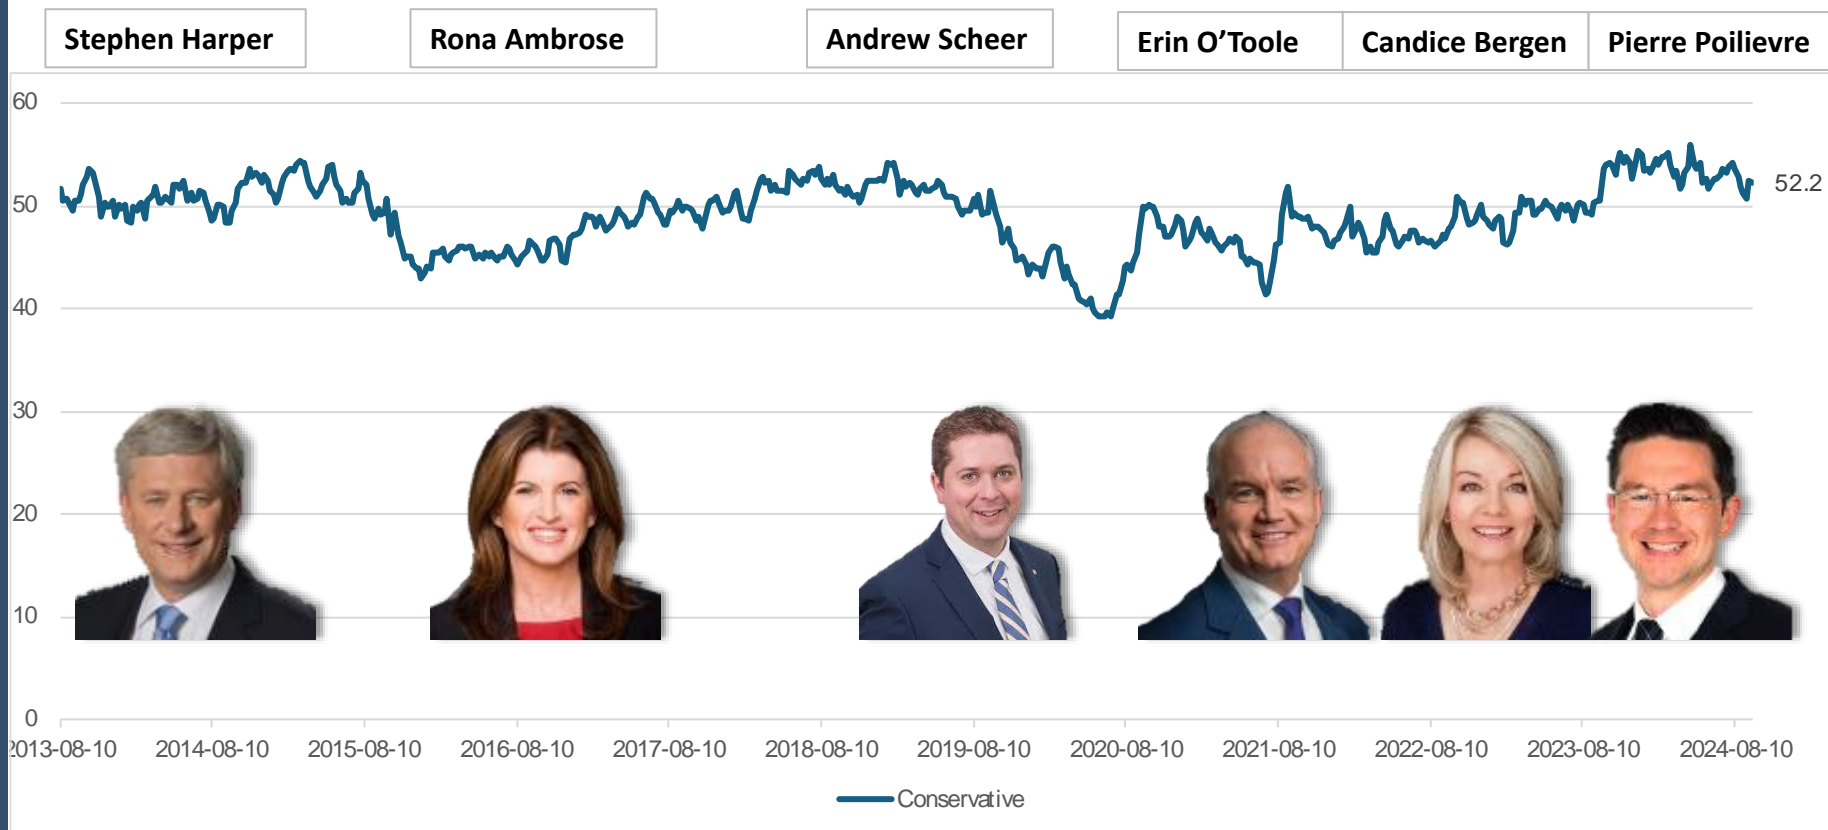 Stephen Harper
Rona Ambrose
Andrew Scheer
Erin O’Toole
Candice Bergen
Pierre Poilievre
60
50
40
30
20
10
0
52.2
2013-08-10
2014-08-10
2015-08-10
2016-08-10
2017-08-10
2018-08-10
2019-08-10
2020-08-10
2021-08-10
2022-08-10
2023-08-10
2024-08-10
Conservative